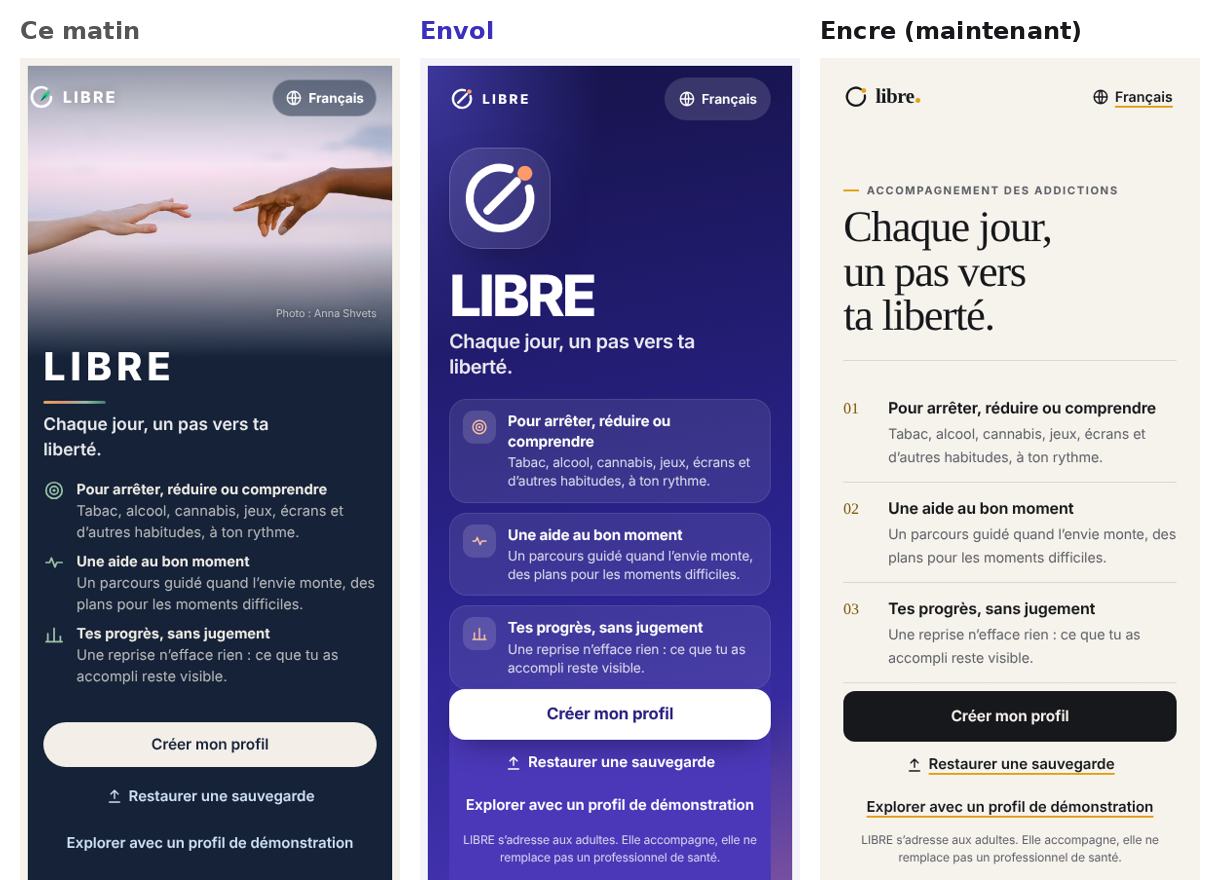 Ce matin
LIBRE
Français
Photo : Anna Shvets
LIBRE
Chaque jour, un pas vers ta
liberté.
Pour arrêter, réduire ou comprendre
Tabac, alcool, cannabis, jeux, écrans et
d’autres habitudes, à ton rythme.
Une aide au bon moment
Un parcours guidé quand l’envie monte, des
plans pour les moments difficiles.
Tes progrès, sans jugement
Une reprise n’efface rien : ce que tu as
accompli reste visible.
Créer mon profil
Restaurer une sauvegarde
Explorer avec un profil de démonstration
Envol
LIBRE
Français
LIBRE
Chaque jour, un pas vers ta
liberté.
Pour arrêter, réduire ou
comprendre
Tabac, alcool, cannabis, jeux, écrans et
d’autres habitudes, à ton rythme.
Une aide au bon moment
Un parcours guidé quand l’envie monte,
des plans pour les moments difficiles.
Tes progrès, sans jugement
Une reprise n’efface rien : ce que tu as
accompli reste visible.
Créer mon profil
Restaurer une sauvegarde
Explorer avec un profil de démonstration
LIBRE s’adresse aux adultes. Elle accompagne, elle ne
remplace pas un professionnel de santé.
Encre (maintenant)
libre.
Français
ACCOMPAGNEMENT DES ADDICTIONS
Chaque jour,
un pas vers
ta liberté.
01 Pour arrêter, réduire ou comprendre
Tabac, alcool, cannabis, jeux, écrans et
d’autres habitudes, à ton rythme.
02 Une aide au bon moment
Un parcours guidé quand l’envie monte, des
plans pour les moments difficiles.
03 Tes progrès, sans jugement
Une reprise n’efface rien : ce que tu as
accompli reste visible.
Créer mon profil
Restaurer une sauvegarde
Explorer avec un profil de démonstration
LIBRE s’adresse aux adultes. Elle accompagne, elle ne
remplace pas un professionnel de santé.